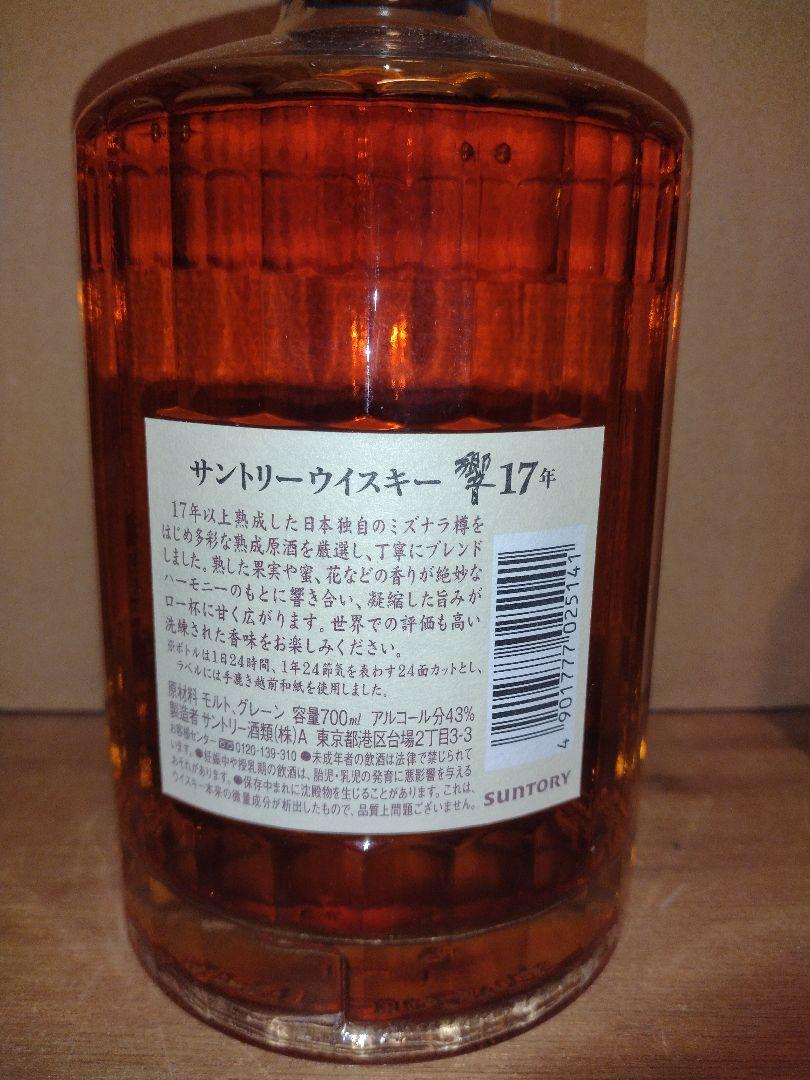 サントリーウイスキー 響 17年
17年以上熟成した日本独自のミズナラ樽を
はじめ多彩な熟成原酒を厳選し、丁寧にブレンド
しました。熟した果実や蜜、花などの香りが絶妙な
ハーモニーのもとに響き合い、凝縮した旨みが
口一杯に甘く広がります。世界での評価も高い
洗練された香味をお楽しみください。
※ボトルは1日24時間、1年24節気を表わす24面カットとし、
ラベルには手漉き越前和紙を使用しました。
原材料 モルト、グレーン 容量700ml アルコール分43%
製造者 サントリー酒類(株)A 東京都港区台場2丁目3-3
お客様センター 0120-139-310 ●未成年者の飲酒は法律で禁じられて
います。●妊娠中や授乳期の飲酒は、胎児・乳児の発育に悪影響を与える
おそれがあります。●保存中まれに沈殿物を生じることがあります。これは、
ウイスキー本来の微量成分が析出したもので、品質上問題ございません。
SUNTORY
4 901777 025141